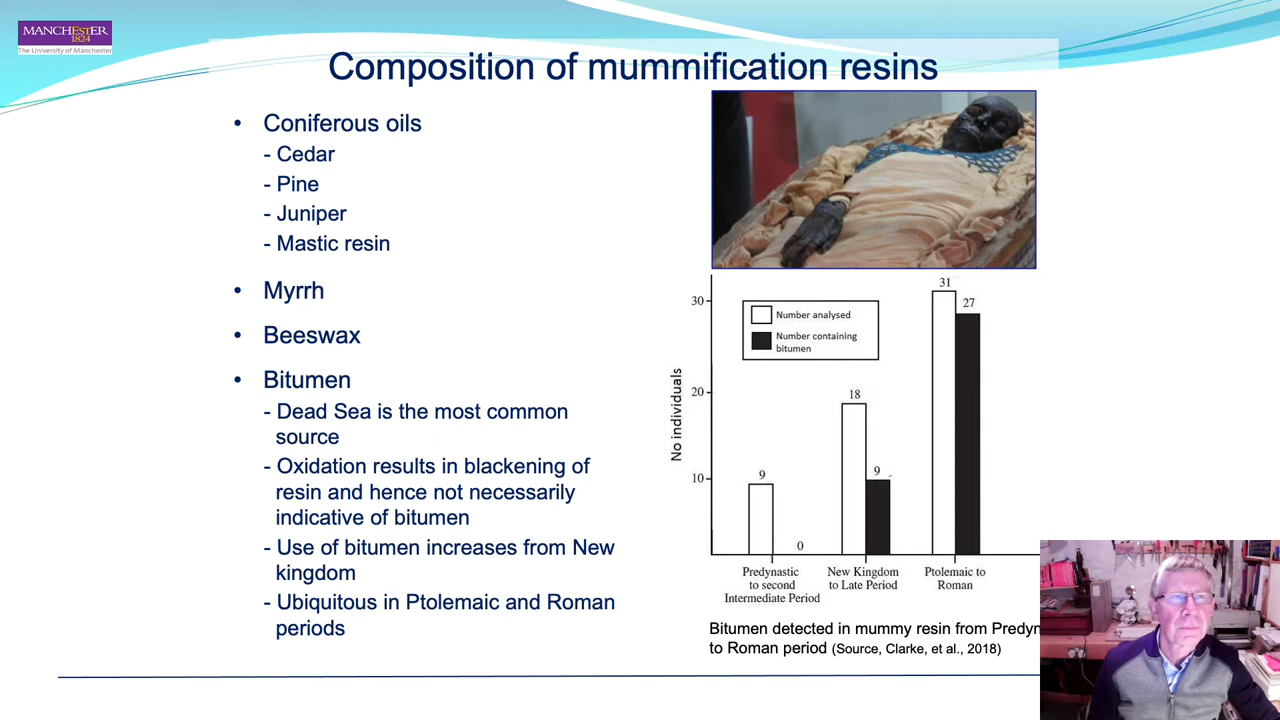 MANCHESTER
1824
The University of Manchester
Composition of mummification resins
• Coniferous oils
- Cedar
- Pine
- Juniper
- Mastic resin
• Myrrh
• Beeswax
• Bitumen
- Dead Sea is the most common
source
- Oxidation results in blackening of
resin and hence not necessarily
indicative of bitumen
- Use of bitumen increases from New
kingdom
- Ubiquitous in Ptolemaic and Roman
periods
No individuals
30
20
10
Number analysed
Number containing
bitumen
9
0
18
9
31
27
Predynastic
to second
Intermediate Period
New Kingdom
to Late Period
Ptolemaic to
Roman
Bitumen detected in mummy resin from Predyn
to Roman period (Source, Clarke, et al., 2018)